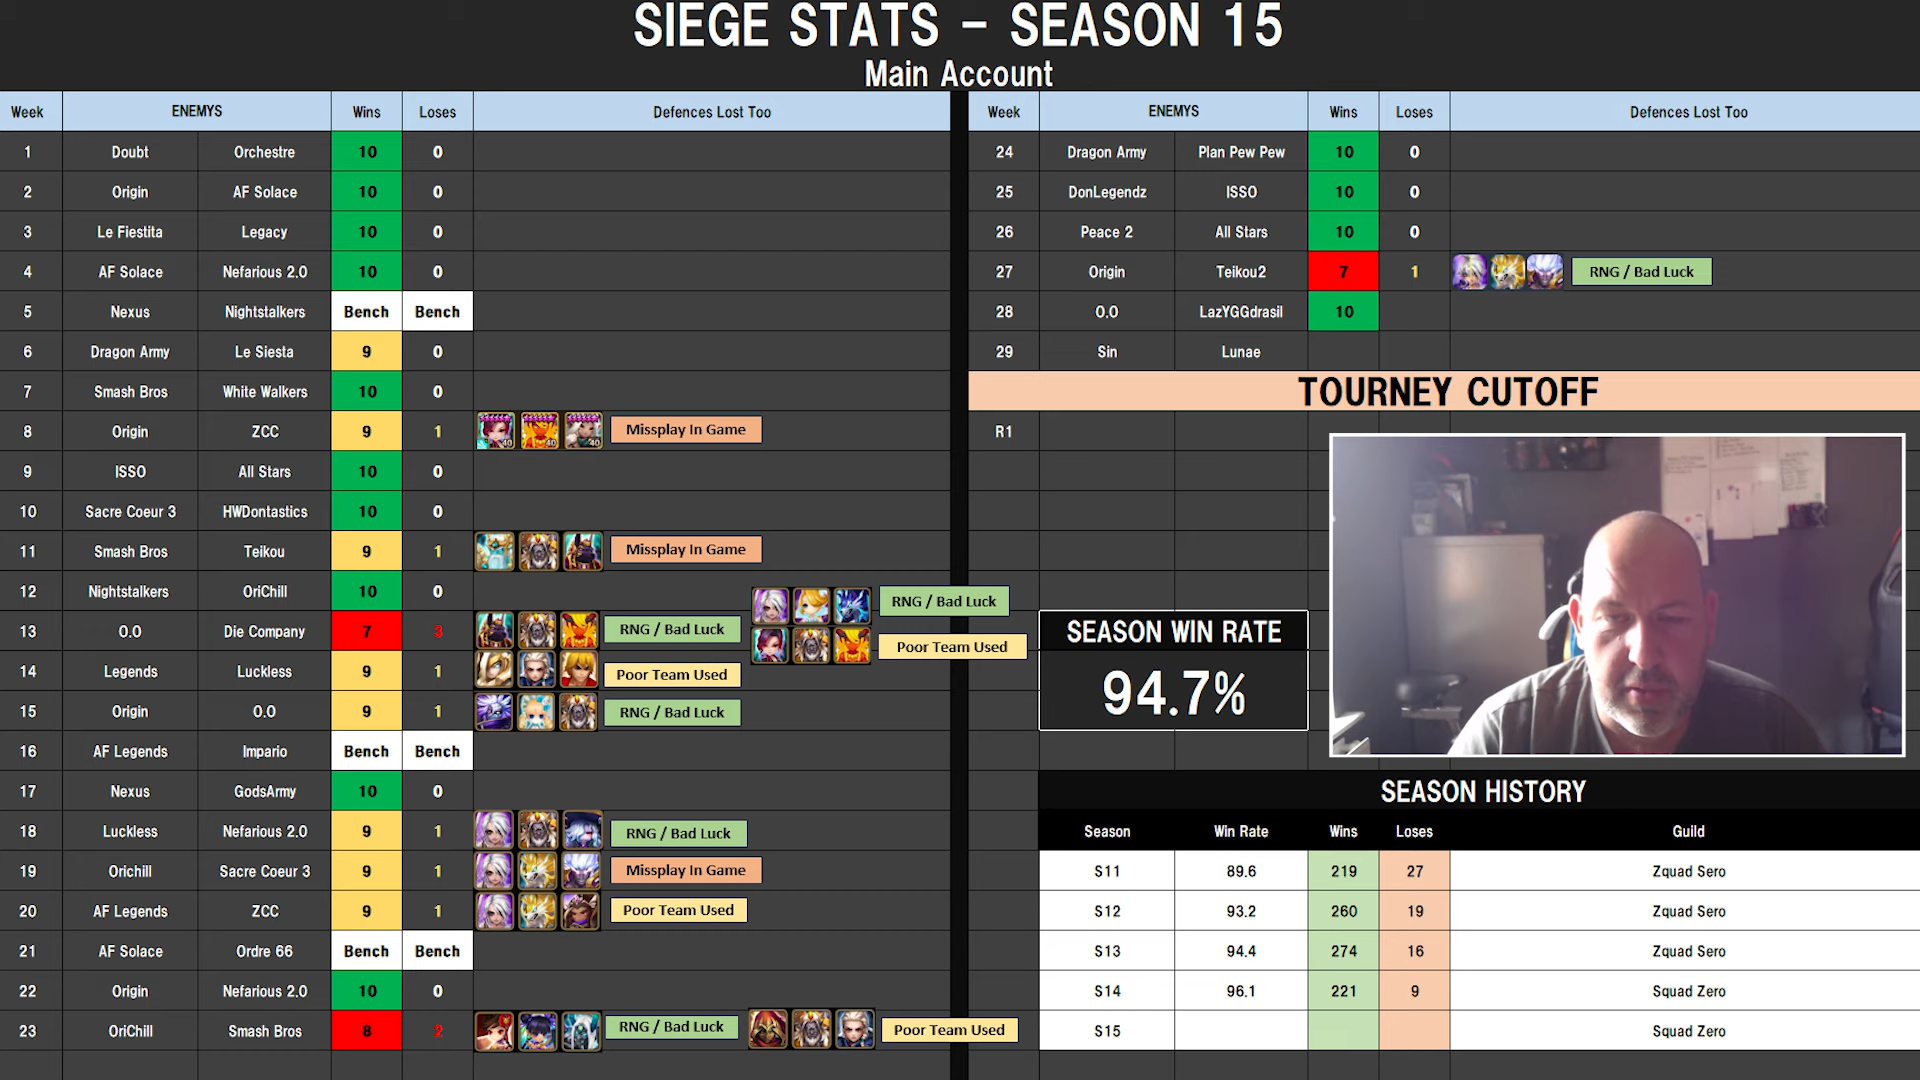 SIEGE STATS - SEASON 15
Main Account
Week ENEMYS Wins Loses Defences Lost Too
1 Doubt Orchestre 10 0
2 Origin AF Solace 10 0
3 Le Fiestita Legacy 10 0
4 AF Solace Nefarious 2.0 10 0
5 Nexus Nightstalkers Bench Bench
6 Dragon Army Le Siesta 9 0
7 Smash Bros White Walkers 10 0
8 Origin ZCC 9 1 40 40 40 Missplay In Game
9 ISSO All Stars 10 0
10 Sacre Coeur 3 HWDontastics 10 0
11 Smash Bros Teikou 9 1 Missplay In Game
12 Nightstalkers OriChill 10 0
RNG / Bad Luck
13 0.0 Die Company 7 3 RNG / Bad Luck
Poor Team Used
14 Legends Luckless 9 1 Poor Team Used
15 Origin 0.0 9 1 RNG / Bad Luck
16 AF Legends Impario Bench Bench
17 Nexus GodsArmy 10 0
18 Luckless Nefarious 2.0 9 1 RNG / Bad Luck
19 Orichill Sacre Coeur 3 9 1 Missplay In Game
20 AF Legends ZCC 9 1 Poor Team Used
21 AF Solace Ordre 66 Bench Bench
22 Origin Nefarious 2.0 10 0
23 OriChill Smash Bros 8 2 RNG / Bad Luck Poor Team Used
Week ENEMYS Wins Loses Defences Lost Too
24 Dragon Army Plan Pew Pew 10 0
25 DonLegendz ISSO 10 0
26 Peace 2 All Stars 10 0
27 Origin Teikou2 7 1 RNG / Bad Luck
28 0.0 LazYGGdrasil 10
29 Sin Lunae
TOURNEY CUTOFF
R1
SEASON WIN RATE
94.7%
SEASON HISTORY
Season Win Rate Wins Loses Guild
S11 89.6 219 27 Zquad Sero
S12 93.2 260 19 Zquad Sero
S13 94.4 274 16 Zquad Sero
S14 96.1 221 9 Squad Zero
S15 Squad Zero